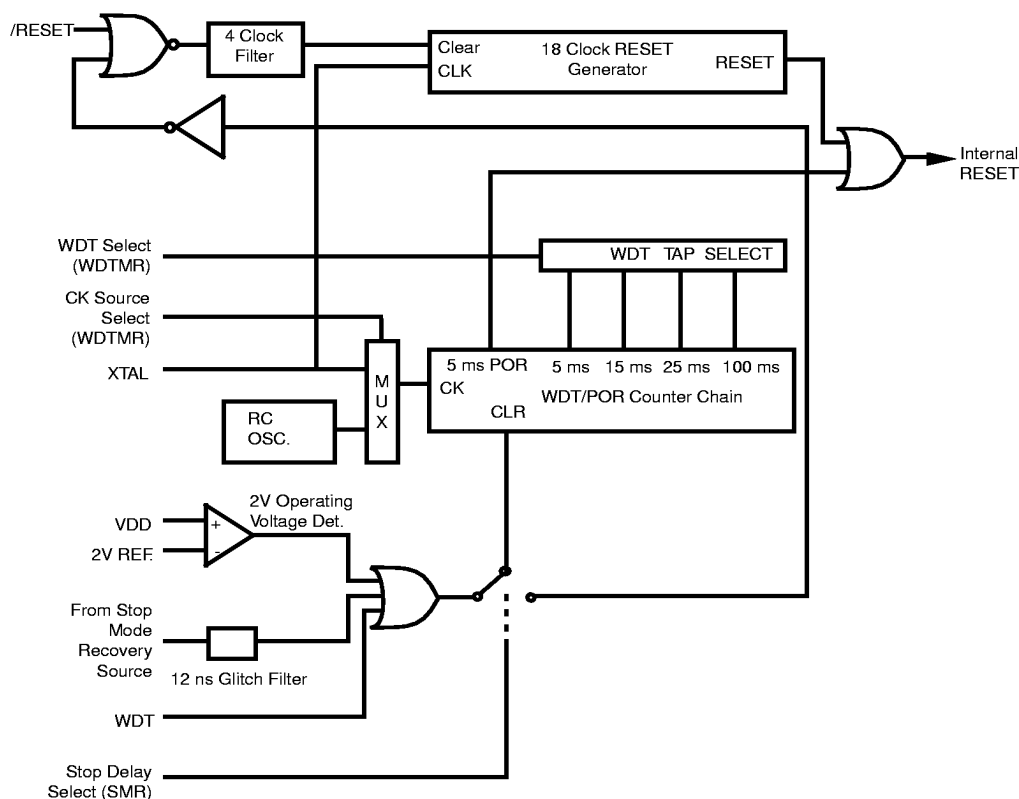 /RESET
4 Clock
Filter
Clear
CLK
18 Clock RESET
Generator
RESET
Internal
RESET
WDT Select
(WDTMR)
WDT TAP SELECT
CK Source
Select
(WDTMR)
XTAL
M
U
X
5 ms POR
5 ms
15 ms
25 ms
100 ms
CK
WDT/POR Counter Chain
CLR
RC
OSC.
2V Operating
Voltage Det.
VDD
+
2V REF.
-
From Stop
Mode
Recovery
Source
12 ns Glitch Filter
WDT
Stop Delay
Select (SMR)